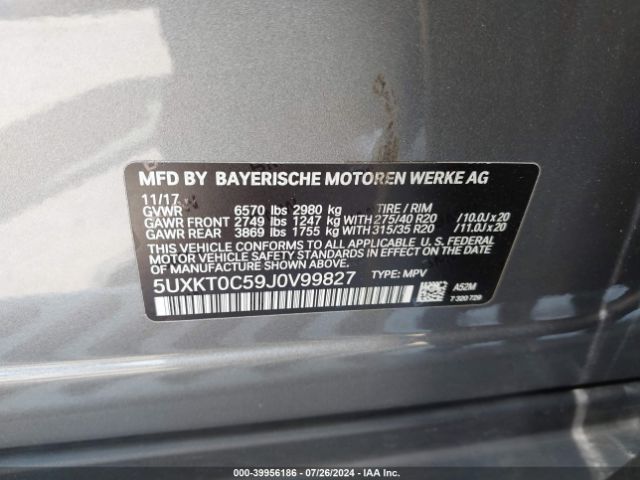 MFD BY BAYERISCHE MOTOREN WERKE AG
11/17
GVWR 6570 lbs 2980 kg TIRE / RIM
GAWR FRONT 2749 lbs 1247 kg WITH 275/40 R20 /10.0J x 20
GAWR REAR 3869 lbs 1755 kg WITH 315/35 R20 /11.0J x 20
THIS VEHICLE CONFORMS TO ALL APPLICABLE U. S. FEDERAL
MOTOR VEHICLE SAFETY STANDARDS IN EFFECT ON THE DATE OF
MANUFACTURE SHOWN ABOVE.
5UXKT0C59J0V99827 TYPE: MPV
A52M
7 320 729
000-39956186 / 07/26/2024 / IAA Inc.